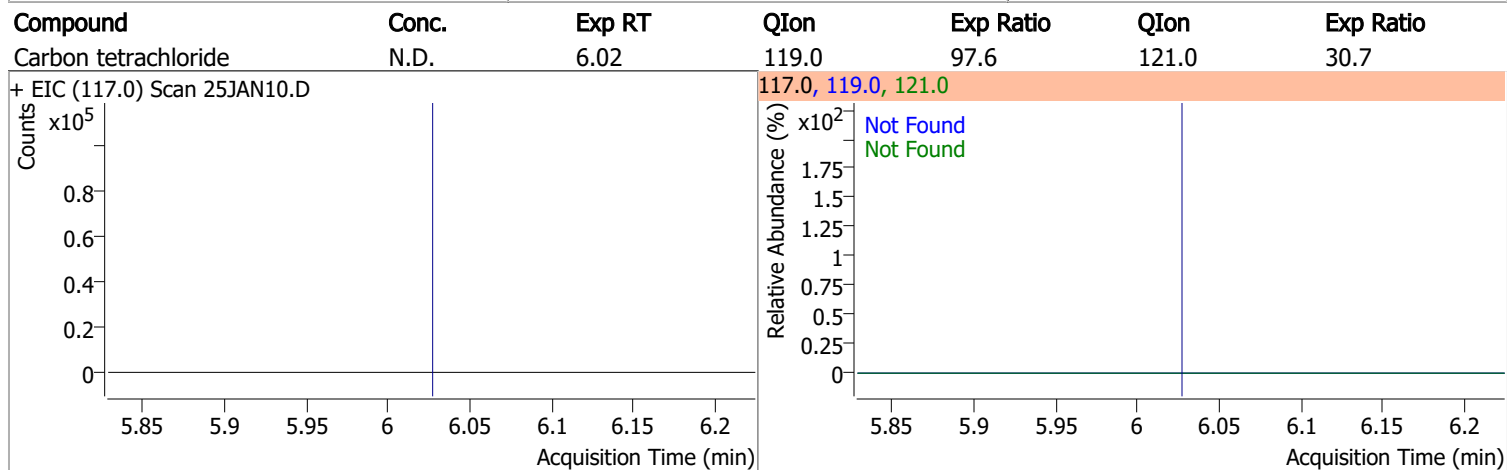 Compound Conc. Exp RT QIon Exp Ratio QIon Exp Ratio
Carbon tetrachloride N.D. 6.02 119.0 97.6 121.0 30.7
+ EIC (117.0) Scan 25JAN10.D
Counts
x10⁵
0.8
0.6
0.4
0.2
0
5.85 5.9 5.95 6 6.05 6.1 6.15 6.2
Acquisition Time (min)
117.0, 119.0, 121.0
Relative Abundance (%)
x10²
Not Found
Not Found
1.75
1.5
1.25
1
0.75
0.5
0.25
0
5.85 5.9 5.95 6 6.05 6.1 6.15 6.2
Acquisition Time (min)